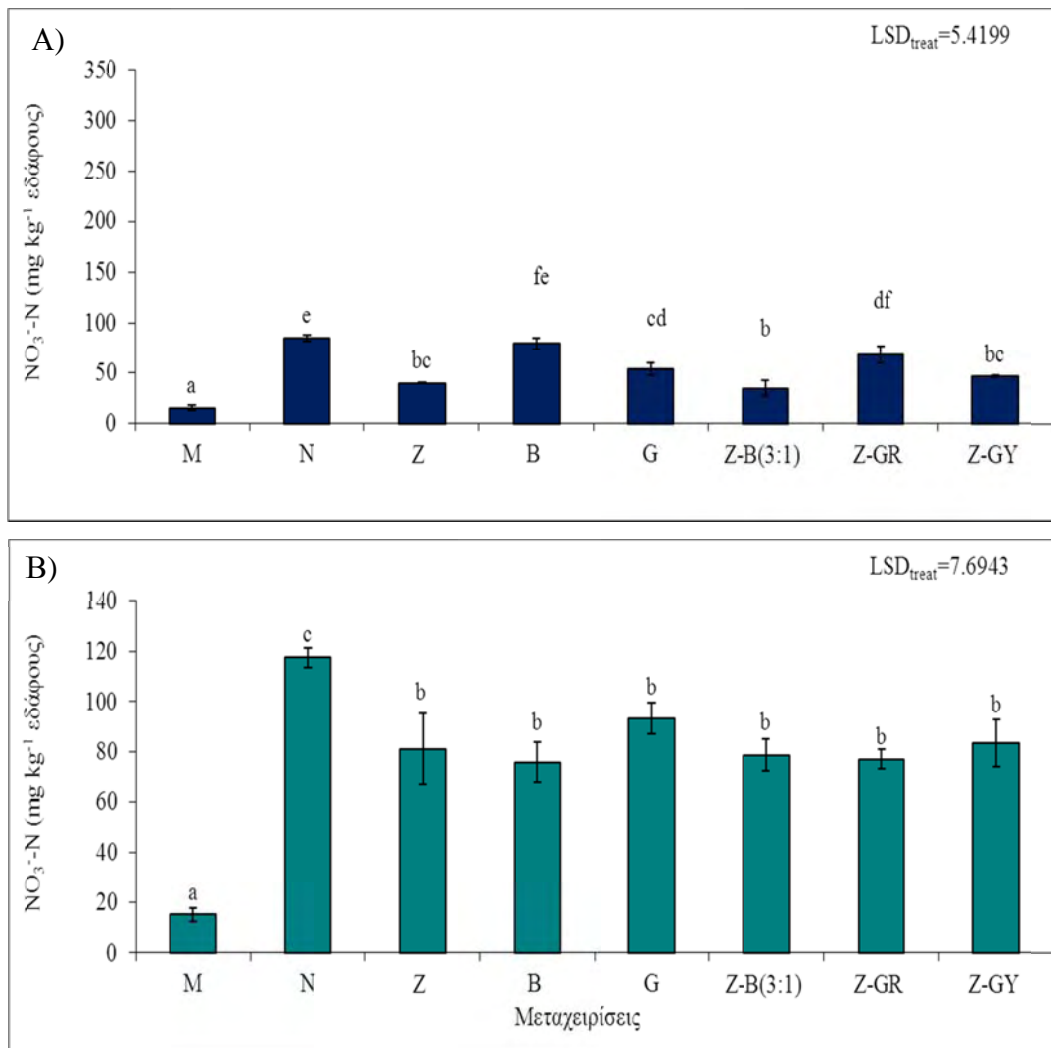 A)
LSDtreat=5.4199
NO3⁻-N (mg kg⁻¹ εδάφους)
350
300
250
200
150
100
50
0
a
e
bc
fe
cd
b
df
bc
M N Z B G Z-B(3:1) Z-GR Z-GY
B)
LSDtreat=7.6943
NO3⁻-N (mg kg⁻¹ εδάφους)
140
120
100
80
60
40
20
0
a
c
b
b
b
b
b
b
M N Z B G Z-B(3:1) Z-GR Z-GY
Μεταχειρίσεις